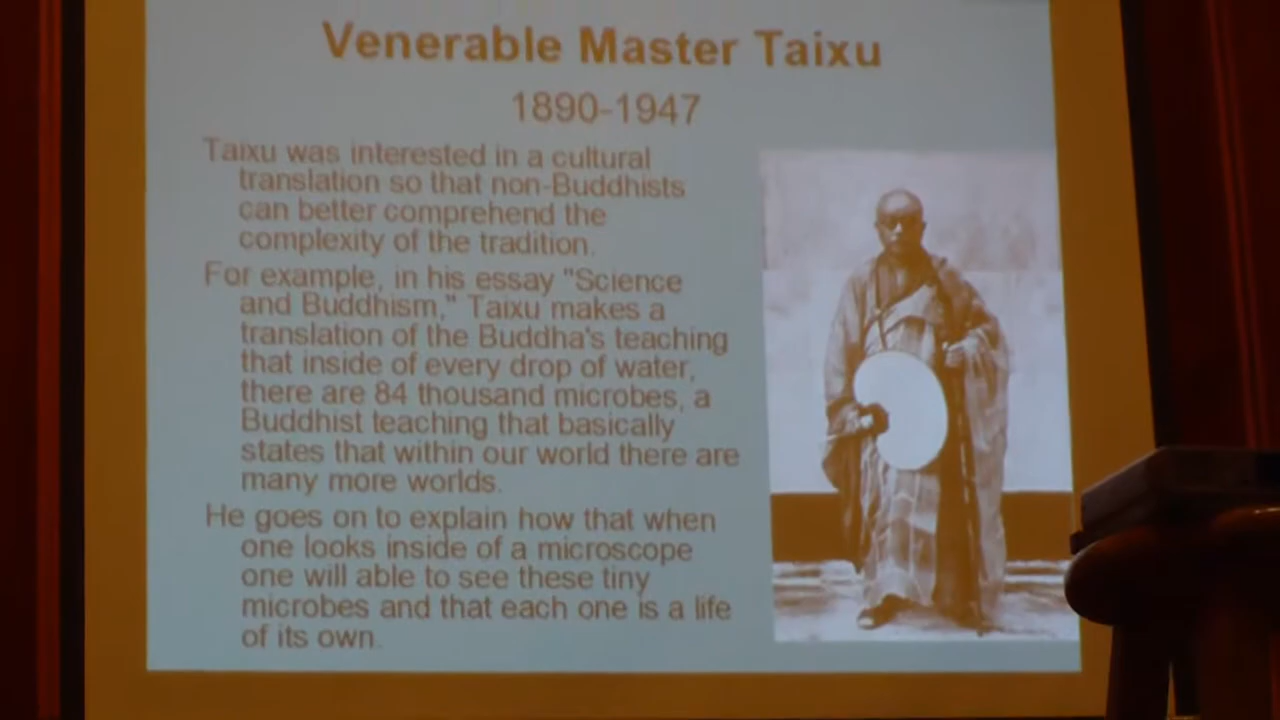 Venerable Master Taixu
1890-1947
Taixu was interested in a cultural
translation so that non-Buddhists
can better comprehend the
complexity of the tradition.
For example, in his essay "Science
and Buddhism," Taixu makes a
translation of the Buddha's teaching
that inside of every drop of water,
there are 84 thousand microbes, a
Buddhist teaching that basically
states that within our world there are
many more worlds.
He goes on to explain how that when
one looks inside of a microscope
one will able to see these tiny
microbes and that each one is a life
of its own.